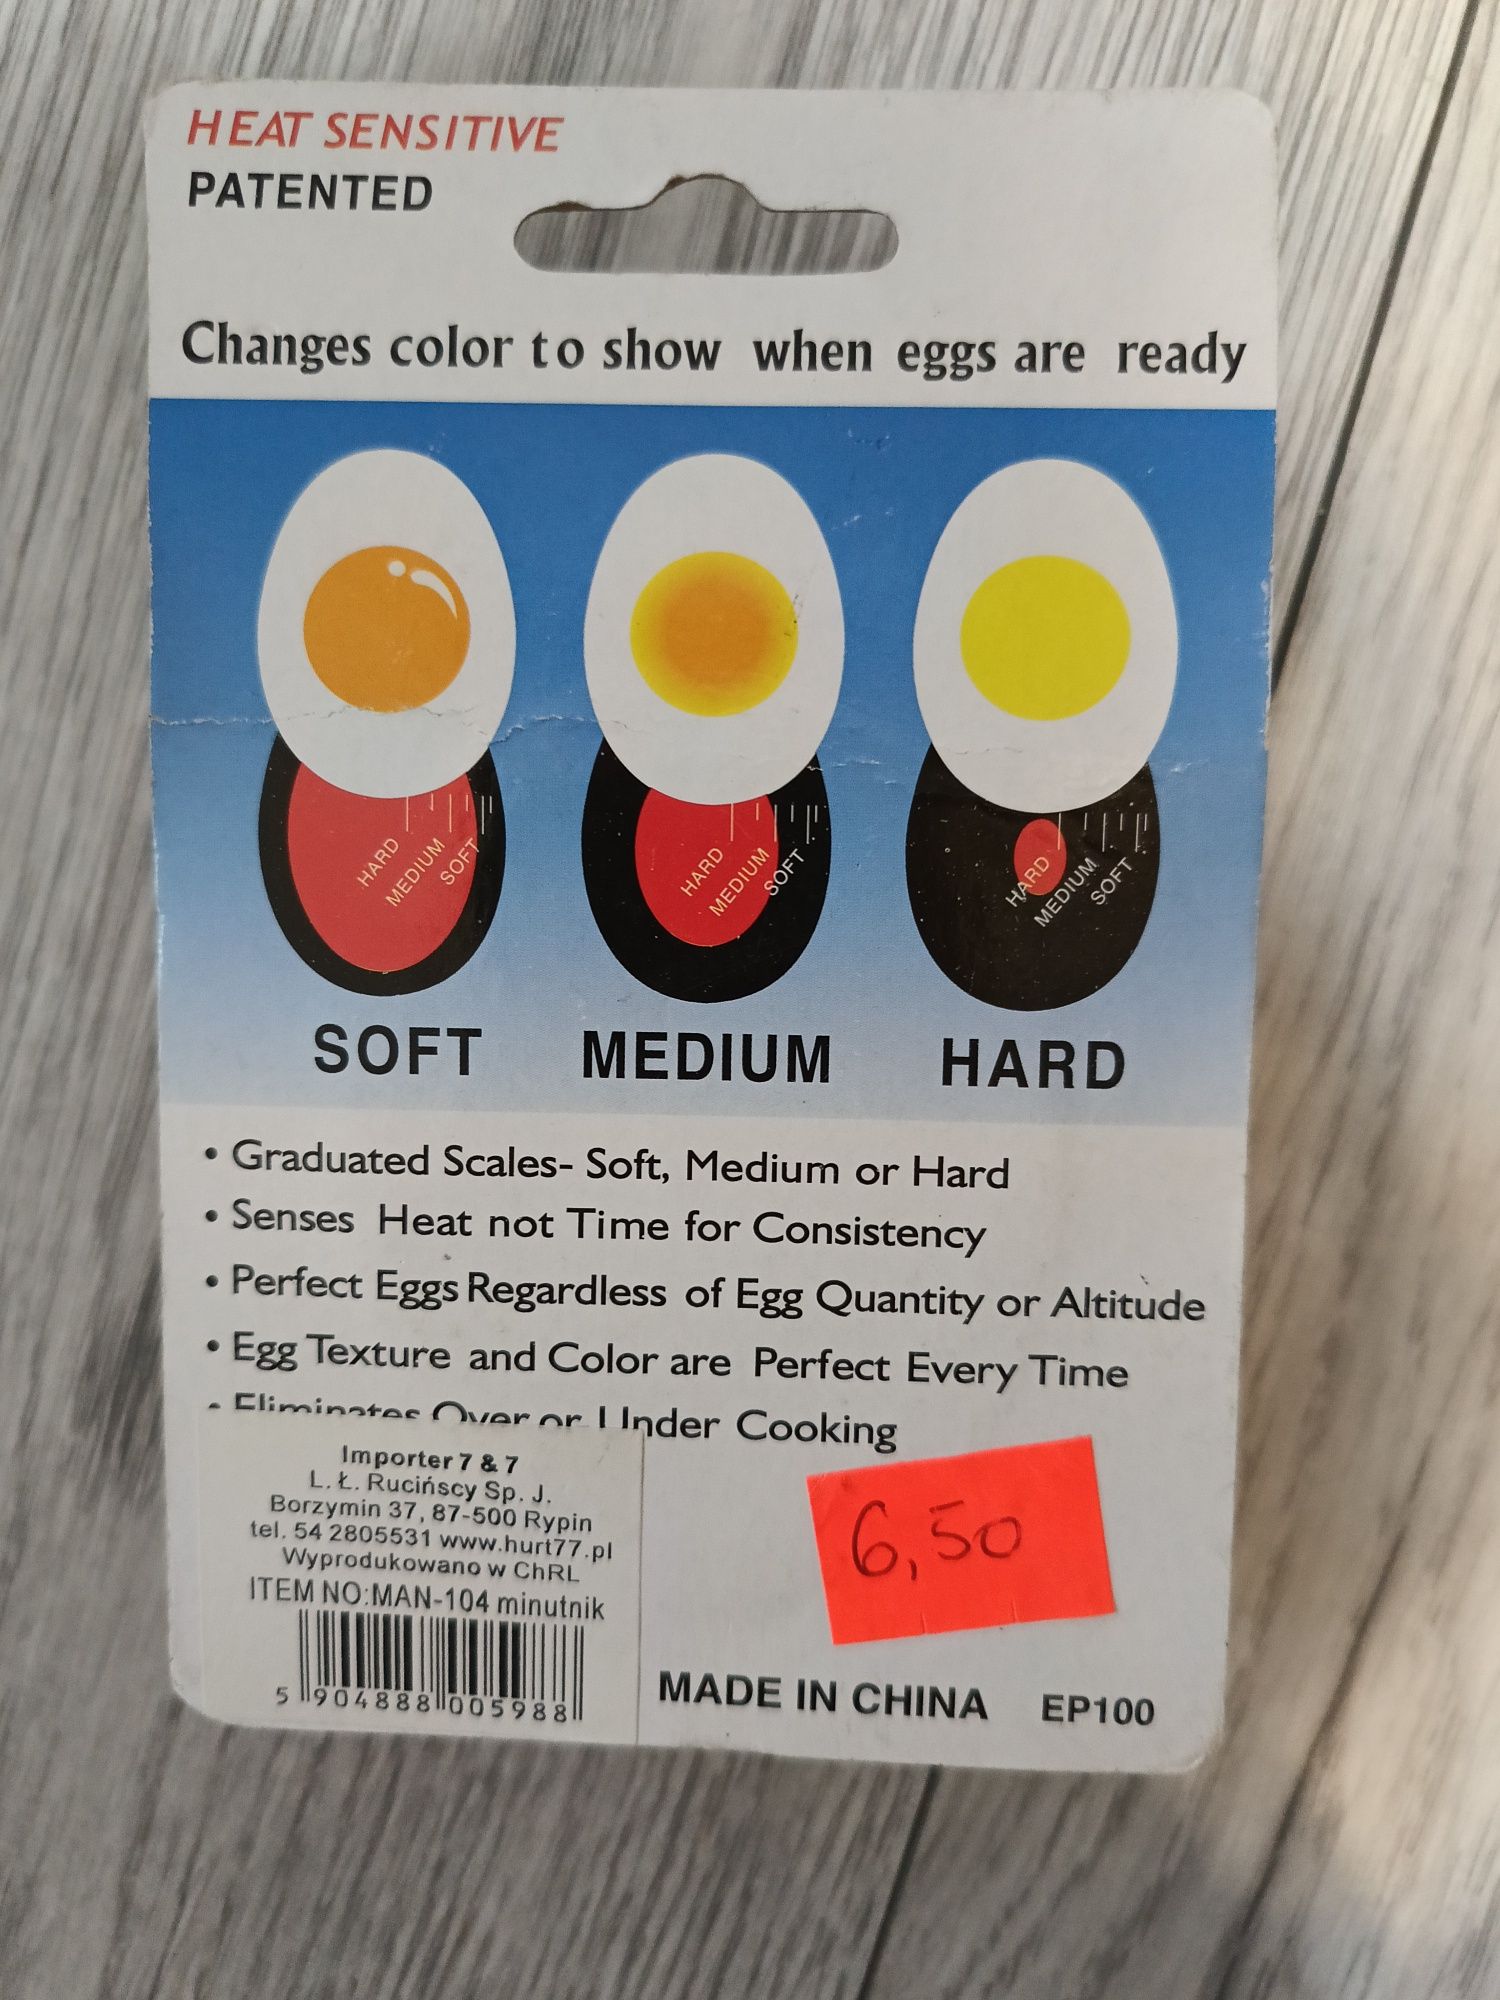 HEAT SENSITIVE
PATENTED
Changes color to show when eggs are ready
HARD
MEDIUM
SOFT
HARD
MEDIUM
SOFT
HARD
MEDIUM
SOFT
SOFT MEDIUM HARD
• Graduated Scales- Soft, Medium or Hard
• Senses Heat not Time for Consistency
• Perfect Eggs Regardless of Egg Quantity or Altitude
• Egg Texture and Color are Perfect Every Time
• Eliminates Over or Under Cooking
Importer 7 & 7
L. Ł. Rucińscy Sp. J.
Borzymin 37, 87-500 Rypin
tel. 54 2805531 www.hurt77.pl
Wyprodukowano w ChRL
ITEM NO:MAN-104 minutnik
5 904888 005988
6,50
MADE IN CHINA EP100